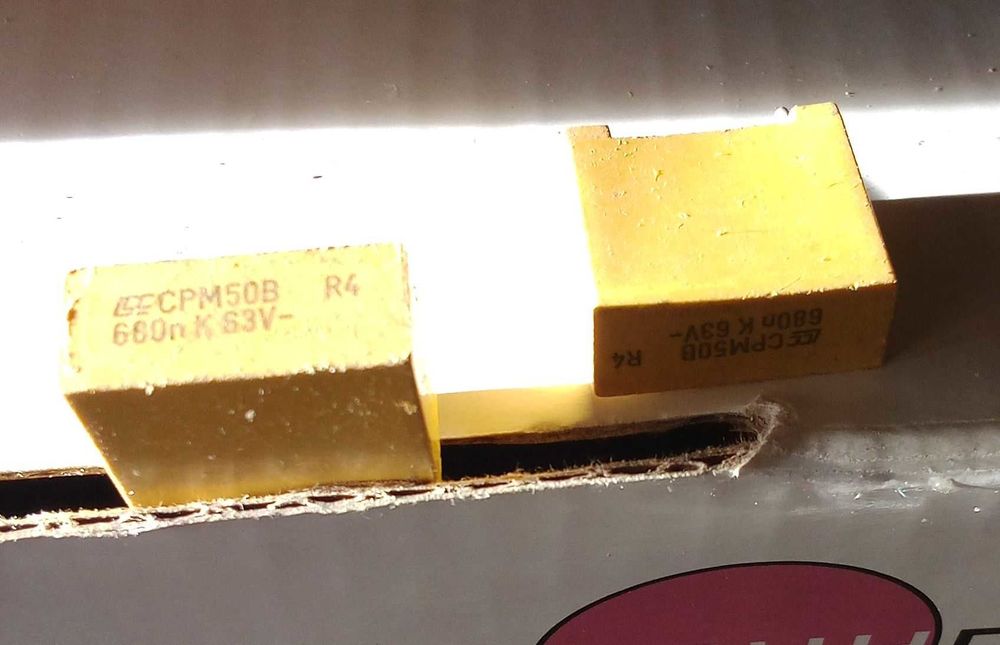 CPM50B R4
680n K 63V-
680n K 63V-
CPM50B R4